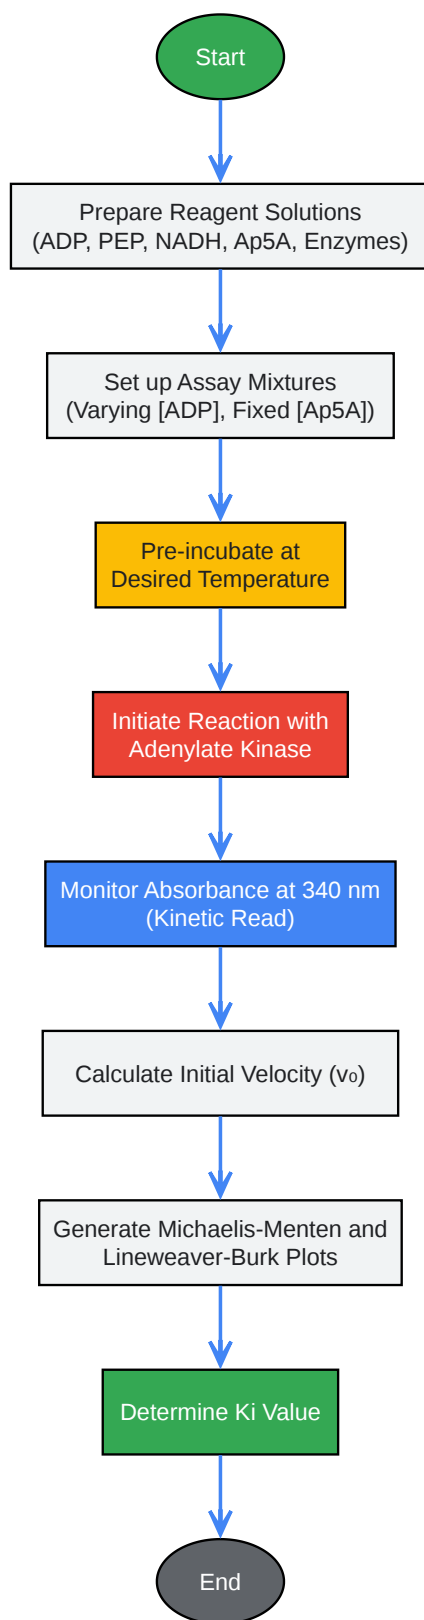 Start
Prepare Reagent Solutions
(ADP, PEP, NADH, Ap5A, Enzymes)
Set up Assay Mixtures
(Varying [ADP], Fixed [Ap5A])
Pre-incubate at
Desired Temperature
Initiate Reaction with
Adenylate Kinase
Monitor Absorbance at 340 nm
(Kinetic Read)
Calculate Initial Velocity (v₀)
Generate Michaelis-Menten and
Lineweaver-Burk Plots
Determine Ki Value
End